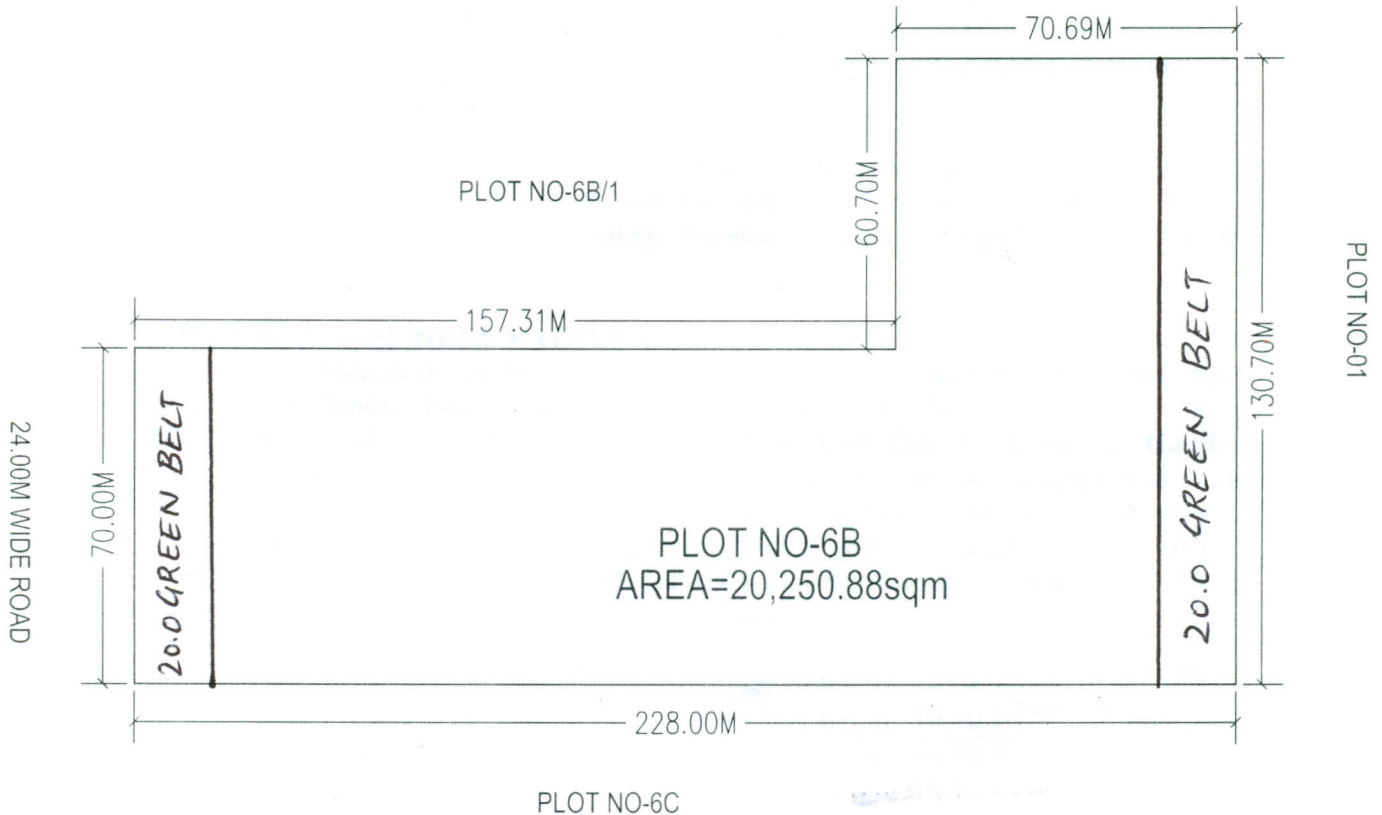 70.69M
PLOT NO-6B/1
60.70M
157.31M
PLOT NO-01
130.70M
24.00M WIDE ROAD
70.00M
20.0 GREEN BELT
PLOT NO-6B
AREA=20,250.88sqm
20.0 GREEN BELT
228.00M
PLOT NO-6C